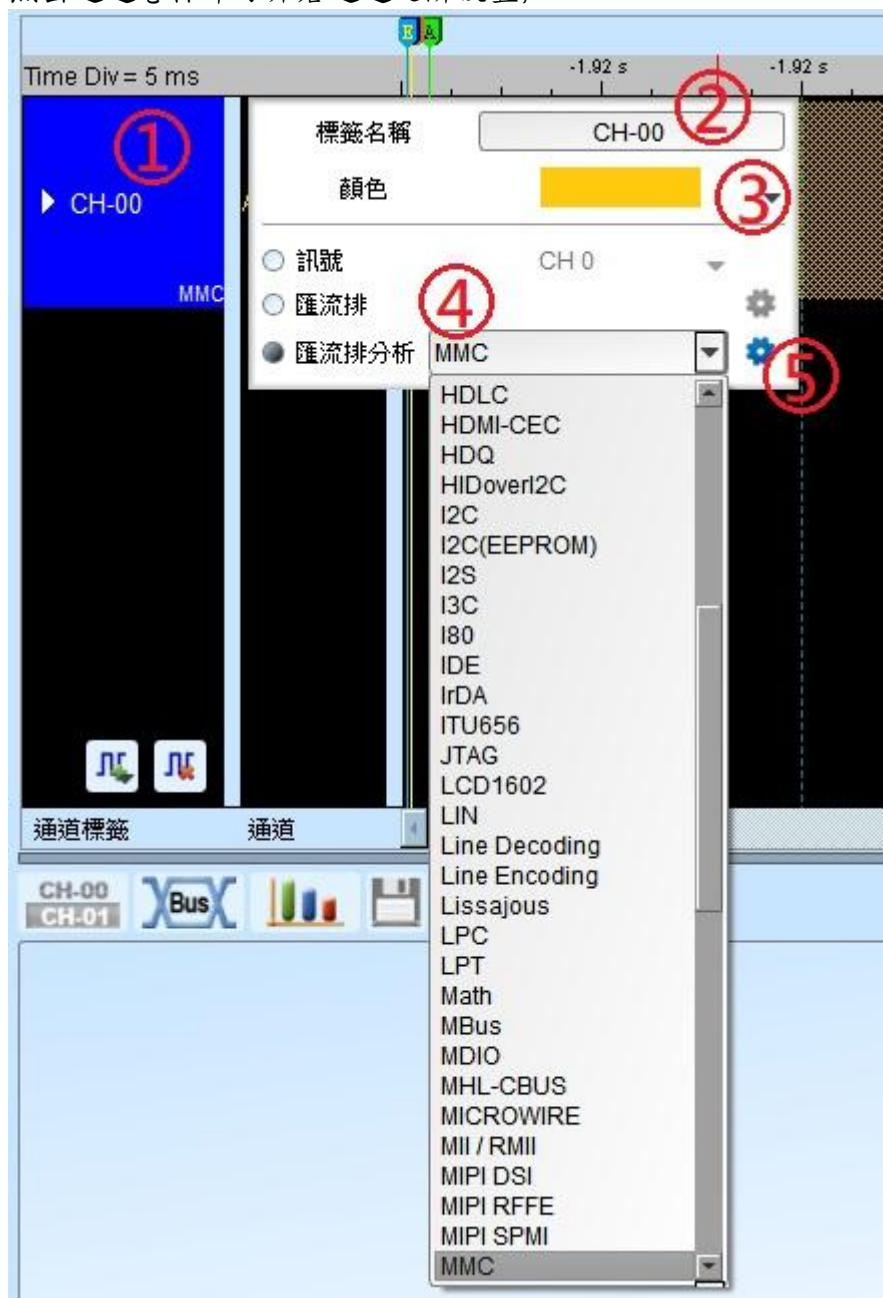 E A
Time Div = 5 ms
-1.92 s
-1.92 s
①
CH-00
MMC
標籤名稱
CH-00
②
顏色
③
訊號
CH 0
匯流排
④
匯流排分析
MMC
⑤
HDLC
HDMI-CEC
HDQ
HIDoverI2C
I2C
I2C(EEPROM)
I2S
I3C
I80
IDE
IrDA
ITU656
JTAG
LCD1602
LIN
Line Decoding
Line Encoding
Lissajous
LPC
LPT
Math
MBus
MDIO
MHL-CBUS
MICROWIRE
MII / RMII
MIPI DSI
MIPI RFFE
MIPI SPMI
MMC
通道標籤
通道
CH-00
CH-01
Bus